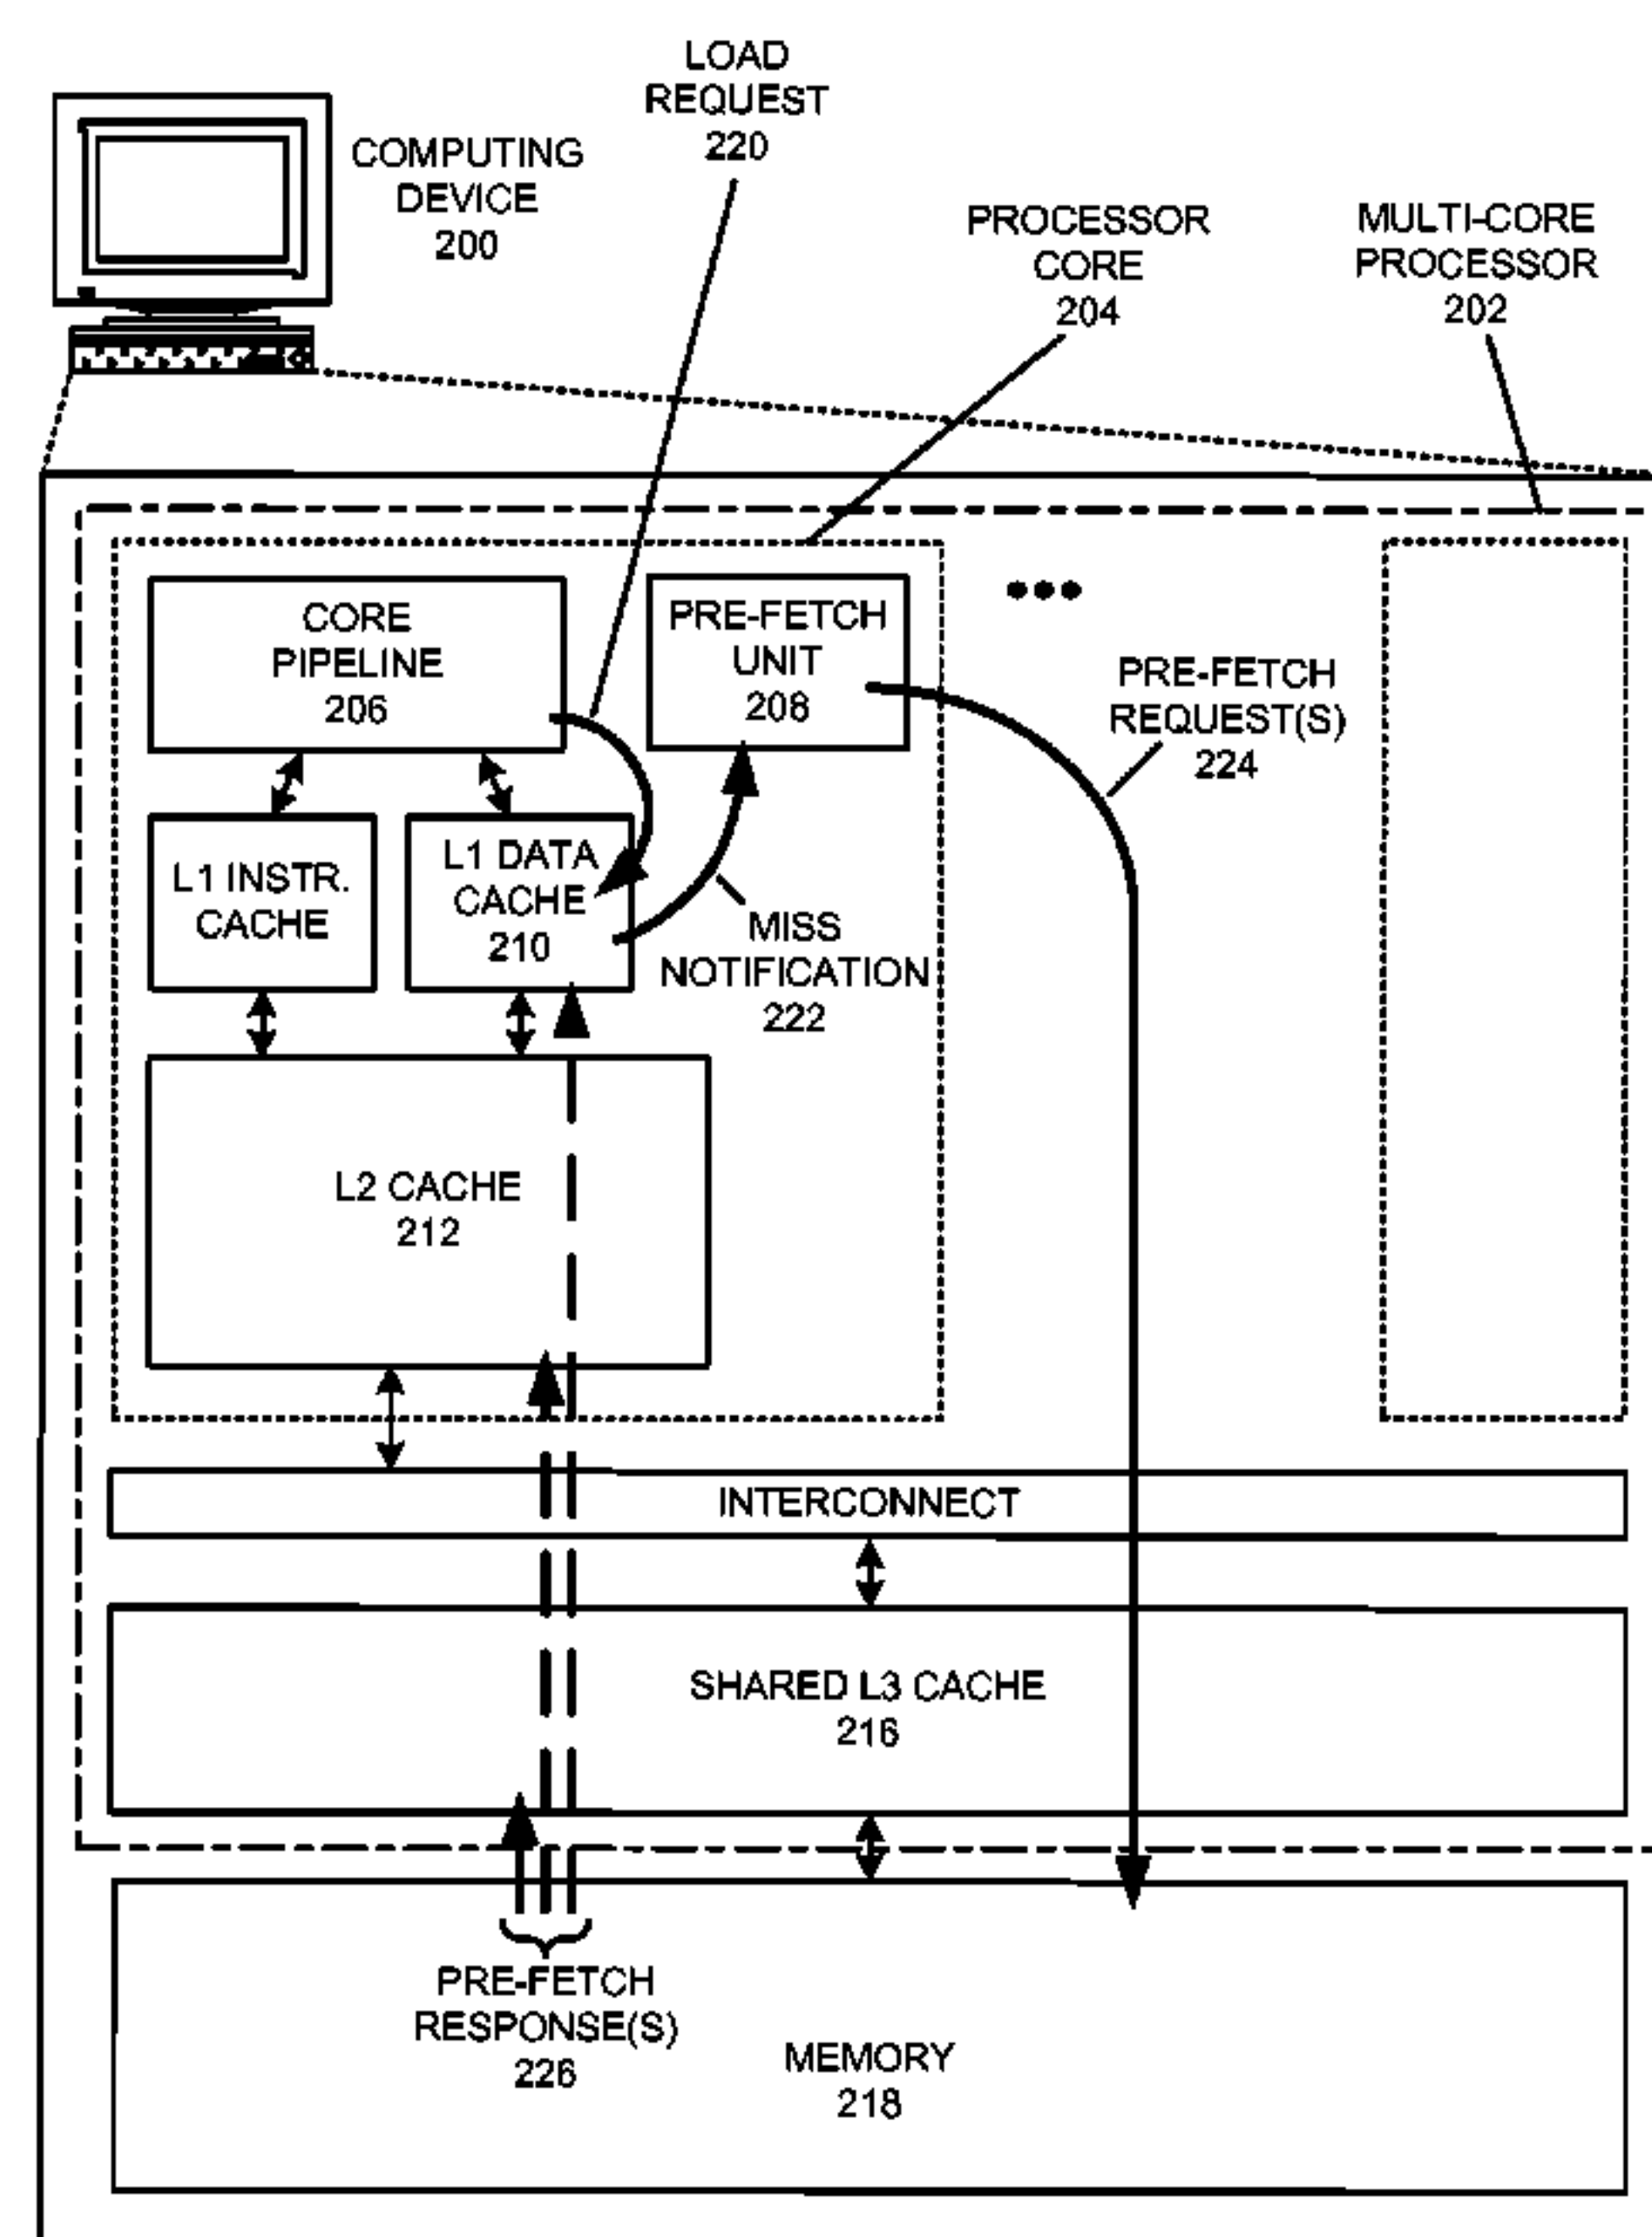 LOAD
REQUEST
220
COMPUTING
DEVICE
200
PROCESSOR
CORE
204
MULTI-CORE
PROCESSOR
202
CORE
PIPELINE
206
PRE-FETCH
UNIT
208
PRE-FETCH
REQUEST(S)
224
L1 INSTR.
CACHE
L1 DATA
CACHE
210
MISS
NOTIFICATION
222
L2 CACHE
212
INTERCONNECT
SHARED L3 CACHE
216
PRE-FETCH
RESPONSE(S)
226
MEMORY
218